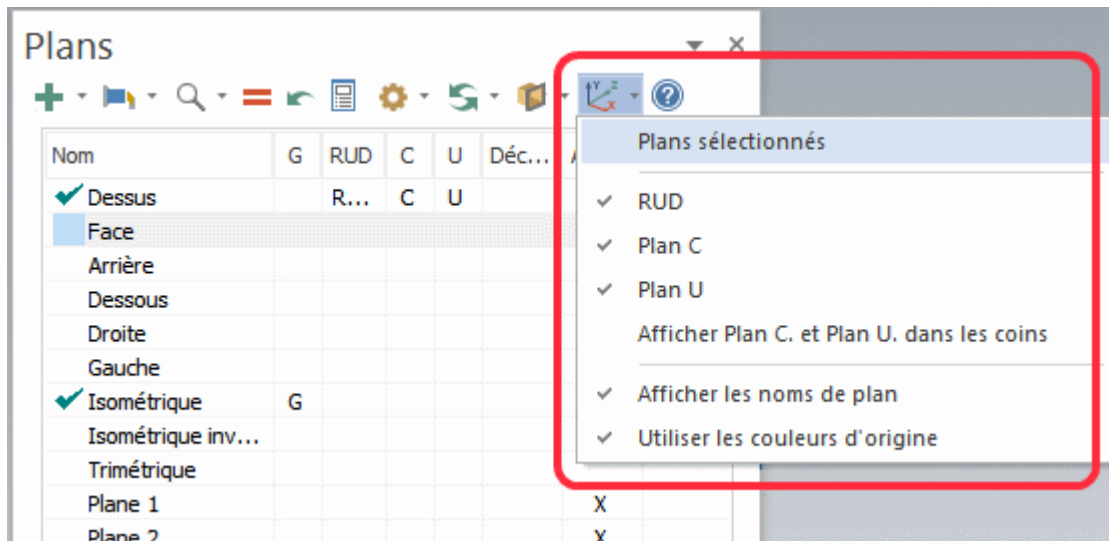 Plans
Nom G RUD C U Déc...
Dessus R... C U
Face
Arrière
Dessous
Droite
Gauche
Isométrique G
Isométrique inv...
Trimétrique
Plane 1 X
Plane 2 X
Plans sélectionnés
RUD
Plan C
Plan U
Afficher Plan C. et Plan U. dans les coins
Afficher les noms de plan
Utiliser les couleurs d'origine